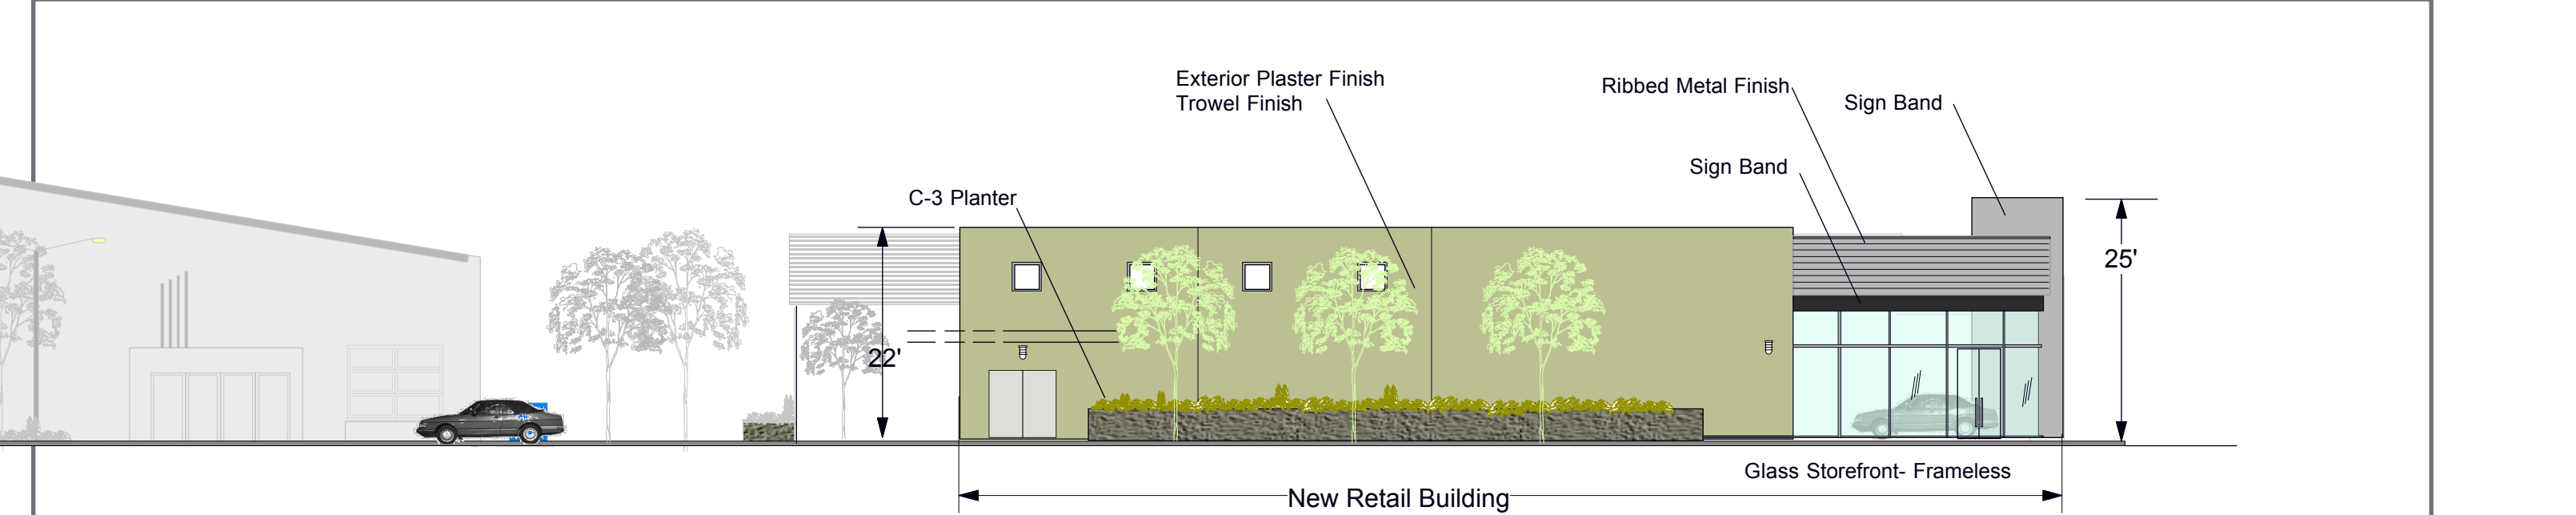 Exterior Plaster Finish
Trowel Finish
Ribbed Metal Finish
Sign Band
Sign Band
C-3 Planter
25'
22'
Glass Storefront- Frameless
New Retail Building